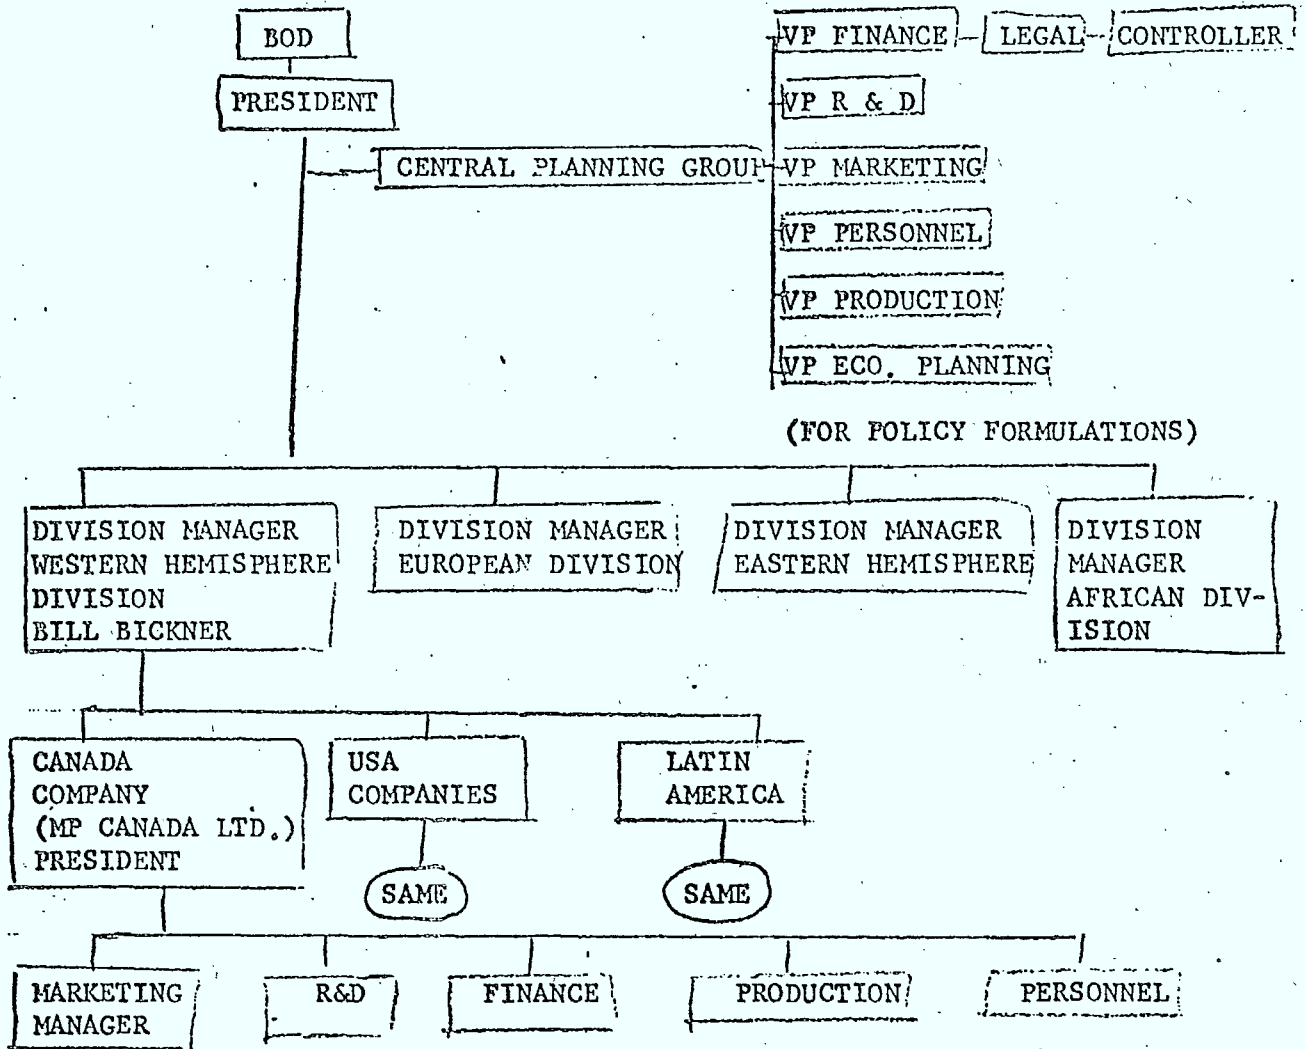 BOD
PRESIDENT
CENTRAL PLANNING GROUP
VP FINANCE
LEGAL
CONTROLLER
VP R & D
VP MARKETING
VP PERSONNEL
VP PRODUCTION
VP ECO. PLANNING
(FOR POLICY FORMULATIONS)
DIVISION MANAGER
WESTERN HEMISPHERE
DIVISION
BILL BICKNER
DIVISION MANAGER
EUROPEAN DIVISION
DIVISION MANAGER
EASTERN HEMISPHERE
DIVISION
MANAGER
AFRICAN DIV-
ISION
CANADA
COMPANY
(MP CANADA LTD.)
PRESIDENT
USA
COMPANIES
SAME
LATIN
AMERICA
SAME
MARKETING
MANAGER
R&D
FINANCE
PRODUCTION
PERSONNEL